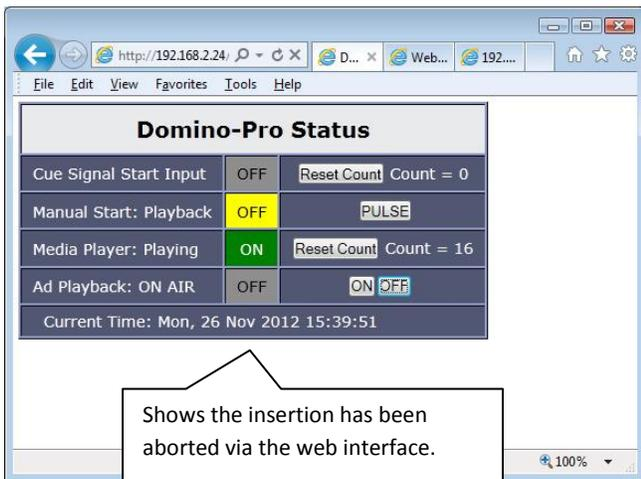 http://192.168.2.24/
D...
Web...
192....
File Edit View Favorites Tools Help
Domino-Pro Status
Cue Signal Start Input OFF Reset Count Count = 0
Manual Start: Playback OFF PULSE
Media Player: Playing ON Reset Count Count = 16
Ad Playback: ON AIR OFF ON OFF
Current Time: Mon, 26 Nov 2012 15:39:51
Shows the insertion has been
aborted via the web interface.
100%